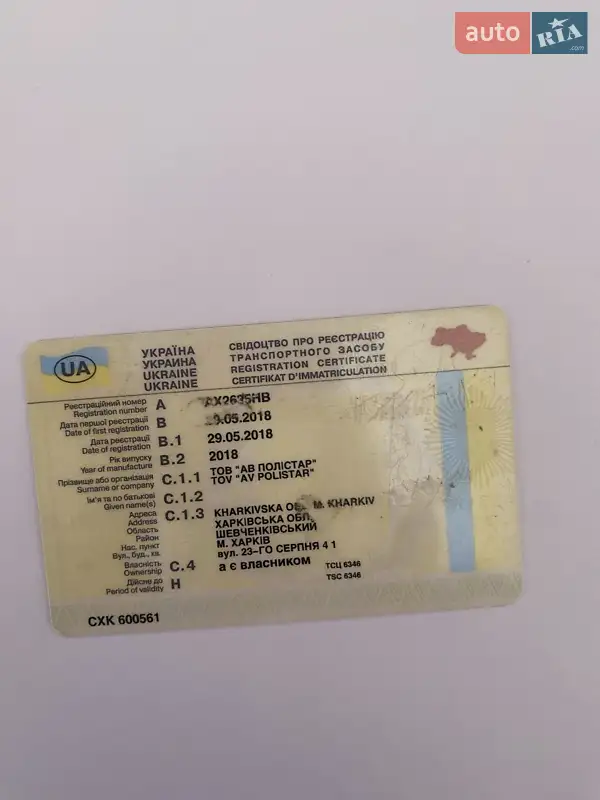 auto RIA .com
УКРАЇНА
УКРАИНА
UKRAINE
UKRAINE
СВІДОЦТВО ПРО РЕЄСТРАЦІЮ
ТРАНСПОРТНОГО ЗАСОБУ
REGISTRATION CERTIFICATE
CERTIFIKAT D'IMMATRICULATION
UA
Реєстраційний номер
Registration number A
Дата першої реєстрації
Date of first registration B .05.2018
Дата реєстрації
Date of registration B.1 29.05.2018
Рік випуску
Year of manufacture B.2 2018
Прізвище або організація
Surname or company C.1.1 ТОВ "АВ ПОЛІСТАР"
TOV "AV POLISTAR"
Ім'я та по батькові
Given name(s) C.1.2
Адреса
Address C.1.3 KHARKIVSKA M. KHARKIV
Область ХАРКІВСЬКА ОБЛ.
Район ШЕВЧЕНКІВСЬКИЙ
Нас. пункт М. ХАРКІВ
Вул., буд., кв. вул. 23-ГО СЕРПНЯ 4 1
Власність
Ownership C.4 а є власником ТСЦ 6346
TSC 6346
Дійсне до
Period of validity H
СХК 600561